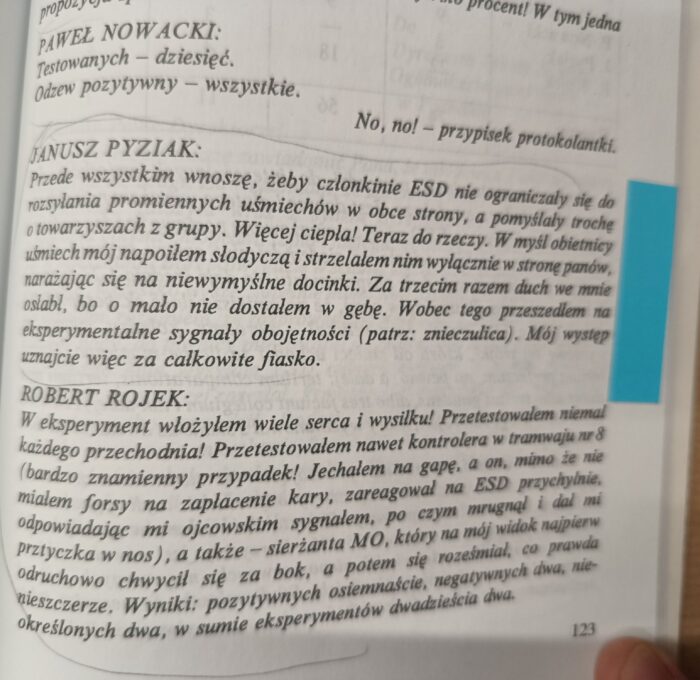 procent! W tym jedna
PAWEŁ NOWACKI:
Testowanych – dziesięć.
Odzew pozytywny – wszystkie.
No, no! – przypisek protokolantki.
JANUSZ PYZIAK:
Przede wszystkim wnoszę, żeby członkinie ESD nie ograniczały się do
rozsyłania promiennych uśmiechów w obce strony, a pomyślały trochę
o towarzyszach z grupy. Więcej ciepła! Teraz do rzeczy. W myśl obietnicy
uśmiech mój napoiłem słodyczą i strzelałem nim wyłącznie w stronę panów,
narażając się na niewymyślne docinki. Za trzecim razem duch we mnie
osłabł, bo o mało nie dostałem w gębę. Wobec tego przeszedłem na
eksperymentalne sygnały obojętności (patrz: znieczulica). Mój występ
uznajcie więc za całkowite fiasko.
ROBERT ROJEK:
W eksperyment włożyłem wiele serca i wysiłku! Przetestowałem niemal
każdego przechodnia! Przetestowałem nawet kontrolera w tramwaju nr 8
(bardzo znamienny przypadek! Jechałem na gapę, a on, mimo że nie
miałem forsy na zapłacenie kary, zareagował na ESD przychylnie,
odpowiadając mi ojcowskim sygnałem, po czym mrugnął i dał mi
prztyczka w nos), a także – sierżanta MO, który na mój widok najpierw
odruchowo chwycił się za bok, a potem się roześmiał, co prawda
nieszczerze. Wyniki: pozytywnych osiemnaście, negatywnych dwa, nie-
określonych dwa, w sumie eksperymentów dwadzieścia dwa.
123